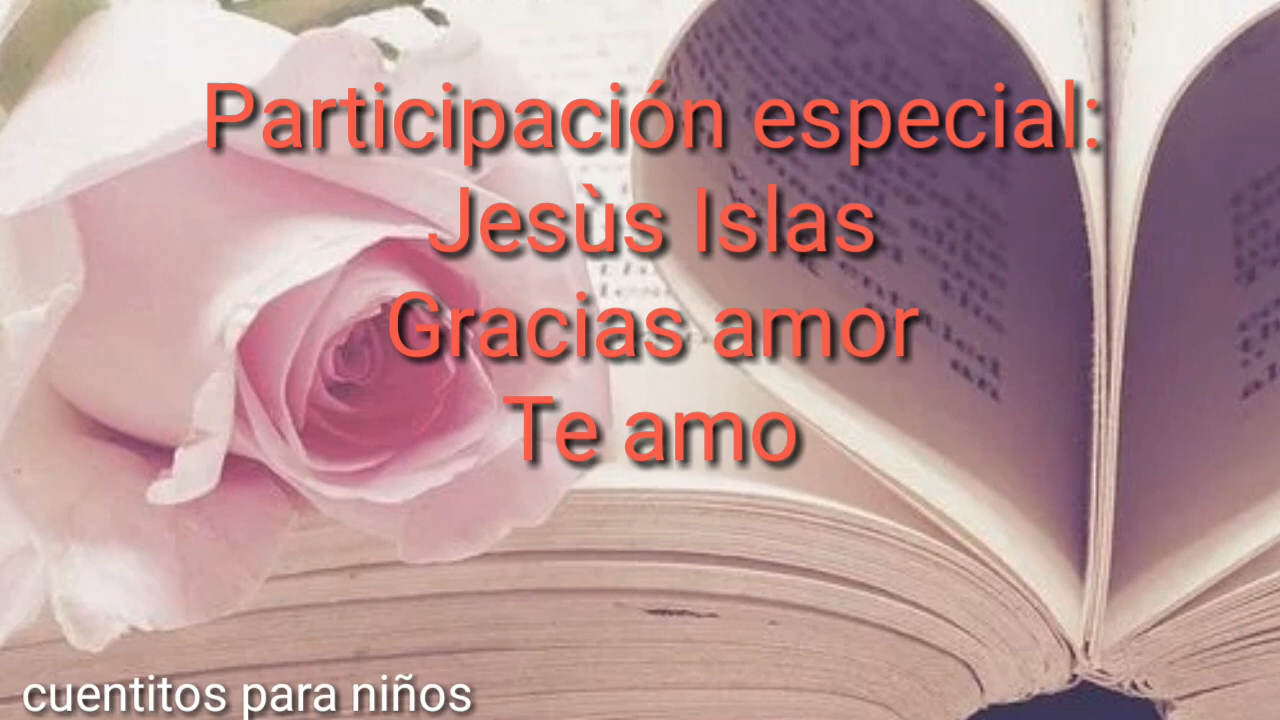 Participación especial:
Jesùs Islas
Gracias amor
Te amo
cuentitos para niños